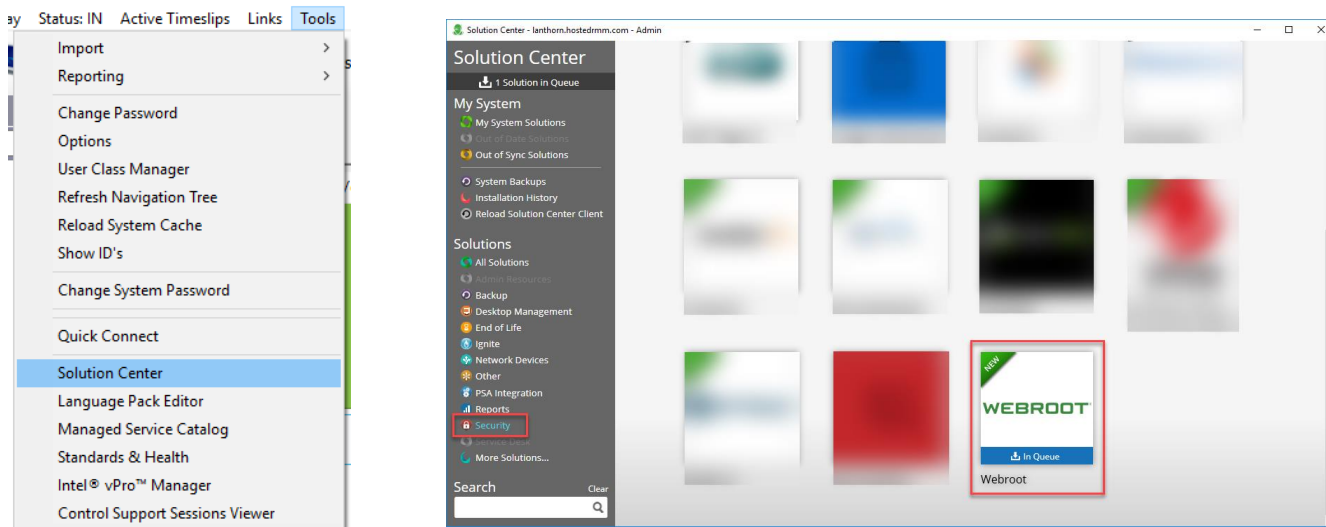 ay Status: IN Active Timeslips Links Tools
Import
Reporting
Change Password
Options
User Class Manager
Refresh Navigation Tree
Reload System Cache
Show ID's
Change System Password
Quick Connect
Solution Center
Language Pack Editor
Managed Service Catalog
Standards & Health
Intel® vPro™ Manager
Control Support Sessions Viewer
Solution Center - lanthorn.hostedrmm.com - Admin
Solution Center
1 Solution in Queue
My System
My System Solutions
Out of Date Solutions
Out of Sync Solutions
System Backups
Installation History
Reload Solution Center Client
Solutions
All Solutions
Admin Resources
Backup
Desktop Management
End of Life
Ignite
Network Devices
Other
PSA Integration
Reports
Security
Service Desk
More Solutions...
Search Clear
NEW
WEBROOT
In Queue
Webroot